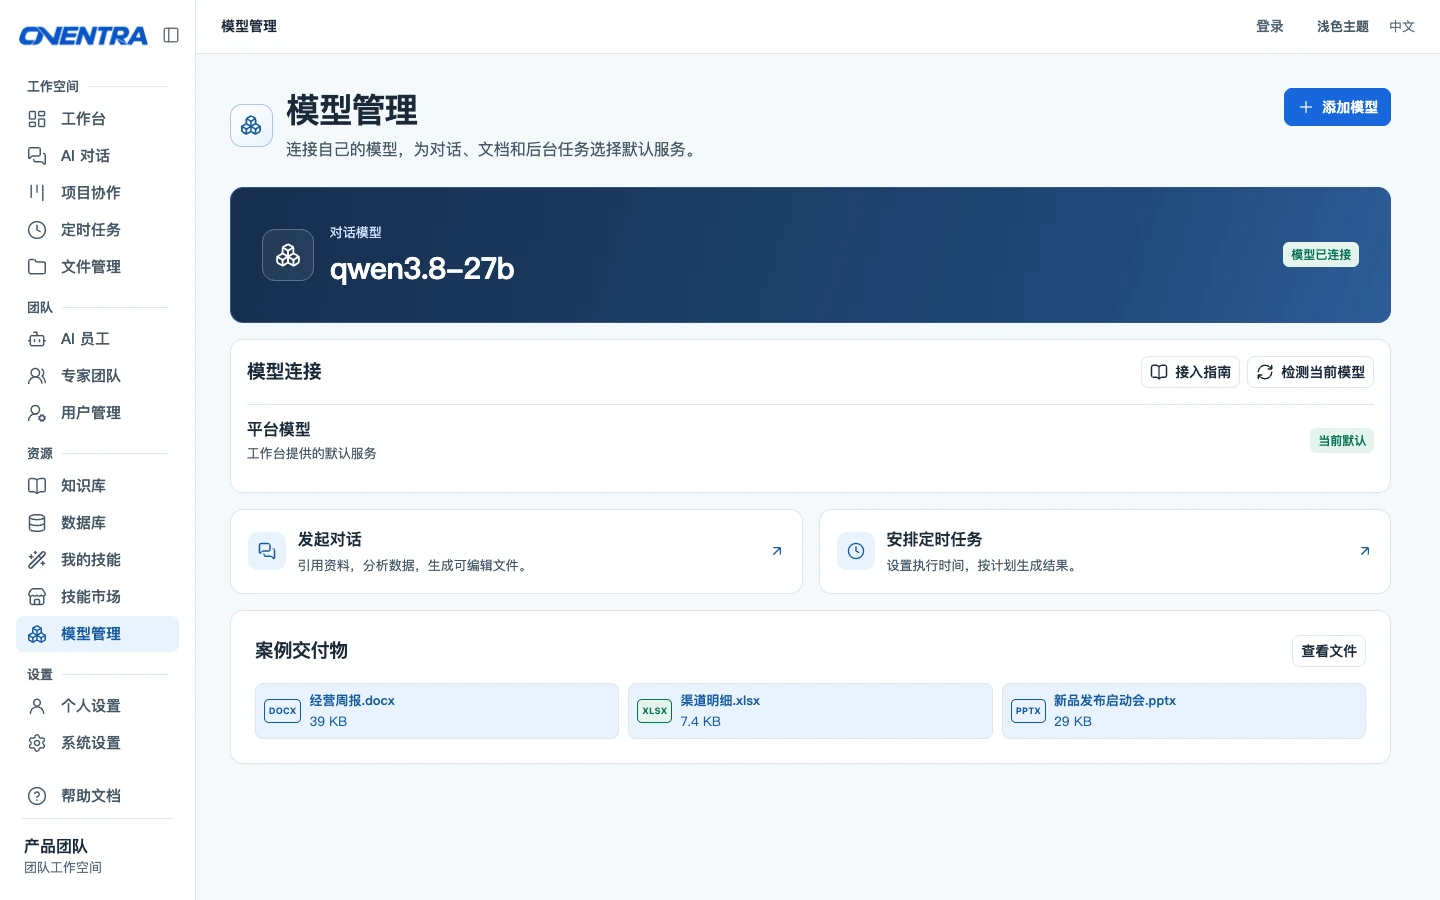 ONENTRA
工作空间
工作台
AI 对话
项目协作
定时任务
文件管理
团队
AI 员工
专家团队
用户管理
资源
知识库
数据库
我的技能
技能市场
模型管理
设置
个人设置
系统设置
帮助文档
产品团队
团队工作空间
模型管理
登录
浅色主题
中文
模型管理
连接自己的模型，为对话、文档和后台任务选择默认服务。
添加模型
对话模型
qwen3.8-27b
模型已连接
模型连接
接入指南
检测当前模型
平台模型
工作台提供的默认服务
当前默认
发起对话
引用资料，分析数据，生成可编辑文件。
安排定时任务
设置执行时间，按计划生成结果。
案例交付物
查看文件
DOCX
经营周报.docx
39 KB
XLSX
渠道明细.xlsx
7.4 KB
PPTX
新品发布启动会.pptx
29 KB